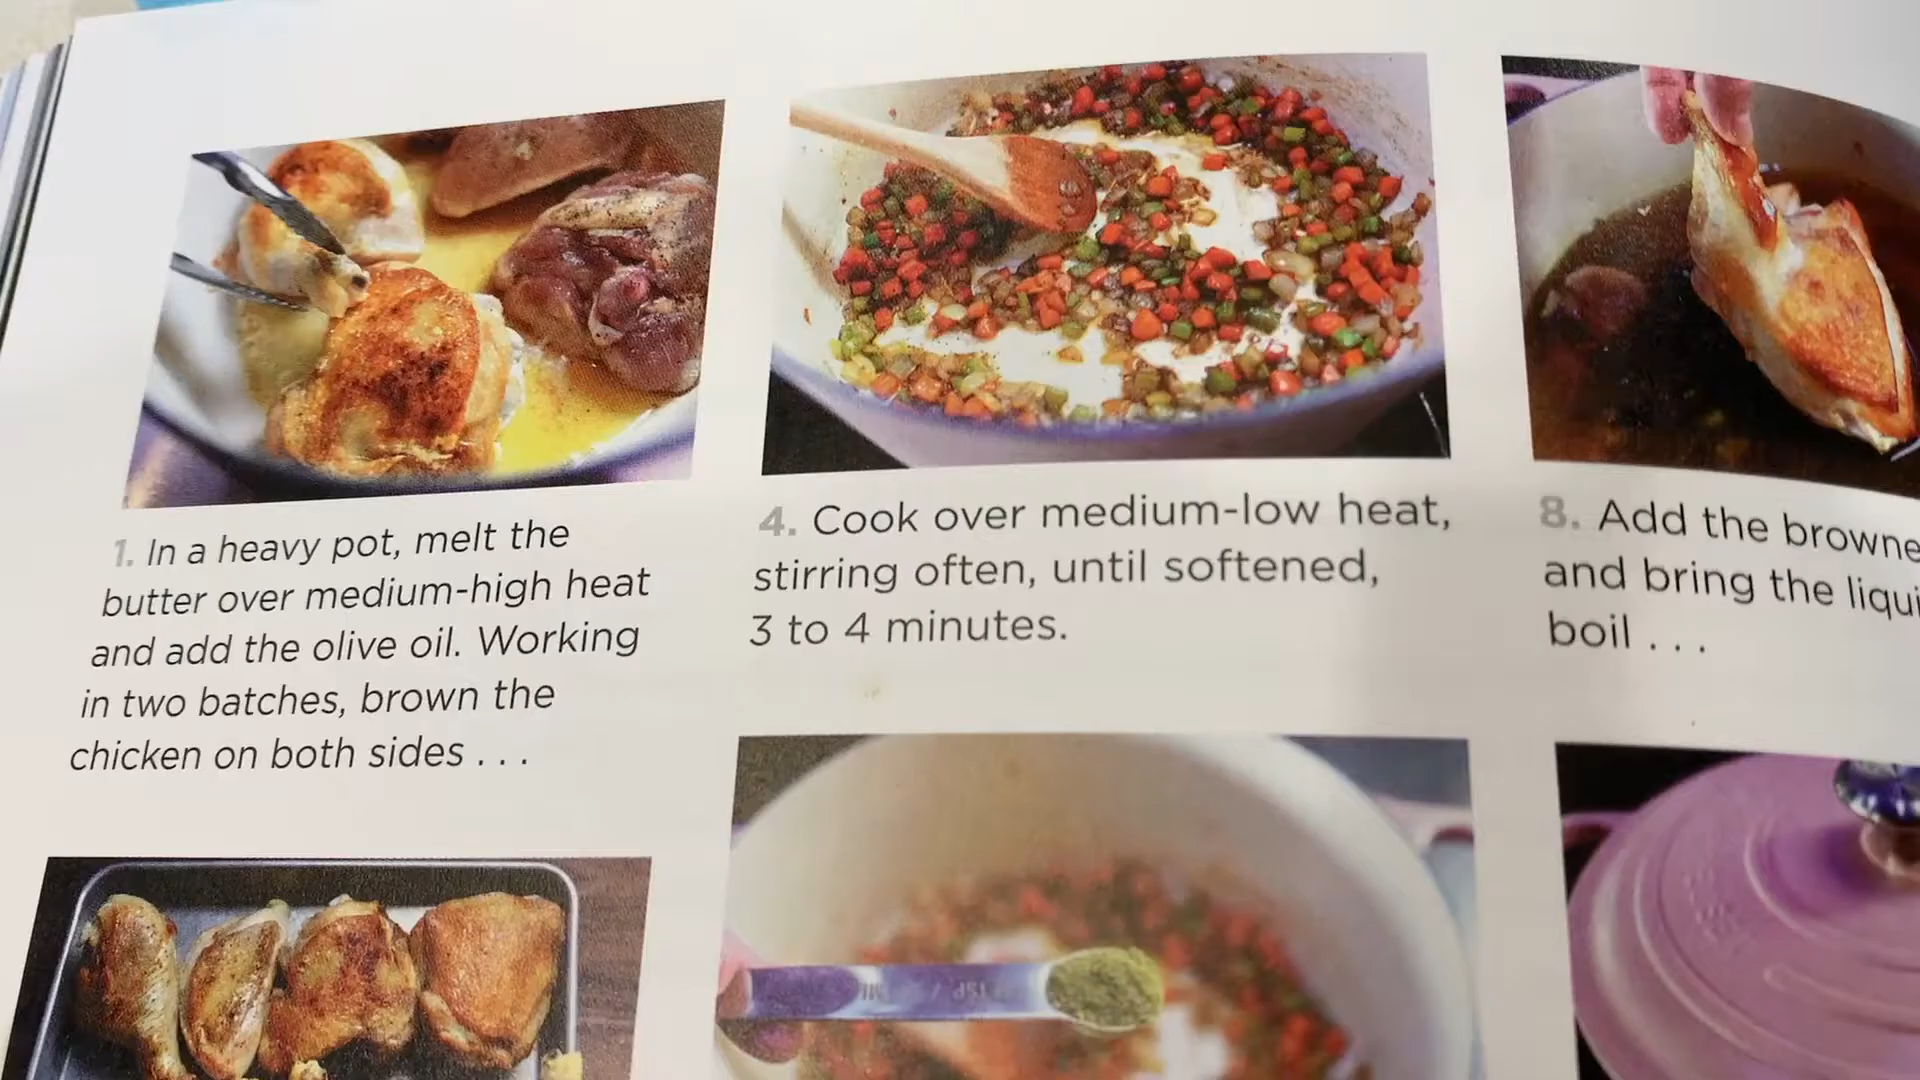 1. In a heavy pot, melt the
butter over medium-high heat
and add the olive oil. Working
in two batches, brown the
chicken on both sides . . .
4. Cook over medium-low heat,
stirring often, until softened,
3 to 4 minutes.
8. Add the browne
and bring the liqui
boil . . .
TSP